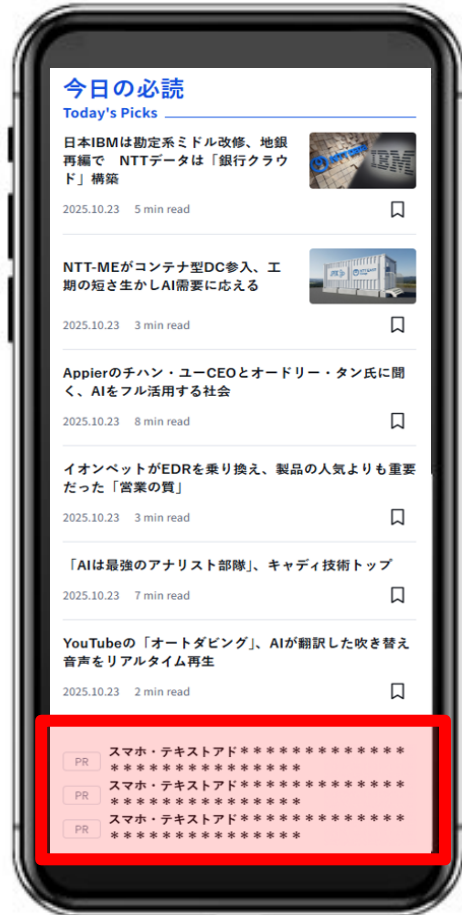 今日の必読
Today's Picks
日本IBMは勘定系ミドル改修、地銀
再編で　NTTデータは「銀行クラウ
ド」構築
IBM
2025.10.23 5 min read
NTT-MEがコンテナ型DC参入、工
期の短さ生かしAI需要に応える
2025.10.23 3 min read
Appierのチハン・ユーCEOとオードリー・タン氏に聞
く、AIをフル活用する社会
2025.10.23 8 min read
イオンペットがEDRを乗り換え、製品の人気よりも重要
だった「営業の質」
2025.10.23 3 min read
「AIは最強のアナリスト部隊」、キャディ技術トップ
2025.10.23 7 min read
YouTubeの「オートダビング」、AIが翻訳した吹き替え
音声をリアルタイム再生
2025.10.23 2 min read
PR スマホ・テキストアド＊＊＊＊＊＊＊＊＊＊＊＊＊
＊＊＊＊＊＊＊＊＊＊＊＊＊＊＊
PR スマホ・テキストアド＊＊＊＊＊＊＊＊＊＊＊＊＊
＊＊＊＊＊＊＊＊＊＊＊＊＊＊＊
PR スマホ・テキストアド＊＊＊＊＊＊＊＊＊＊＊＊＊
＊＊＊＊＊＊＊＊＊＊＊＊＊＊＊